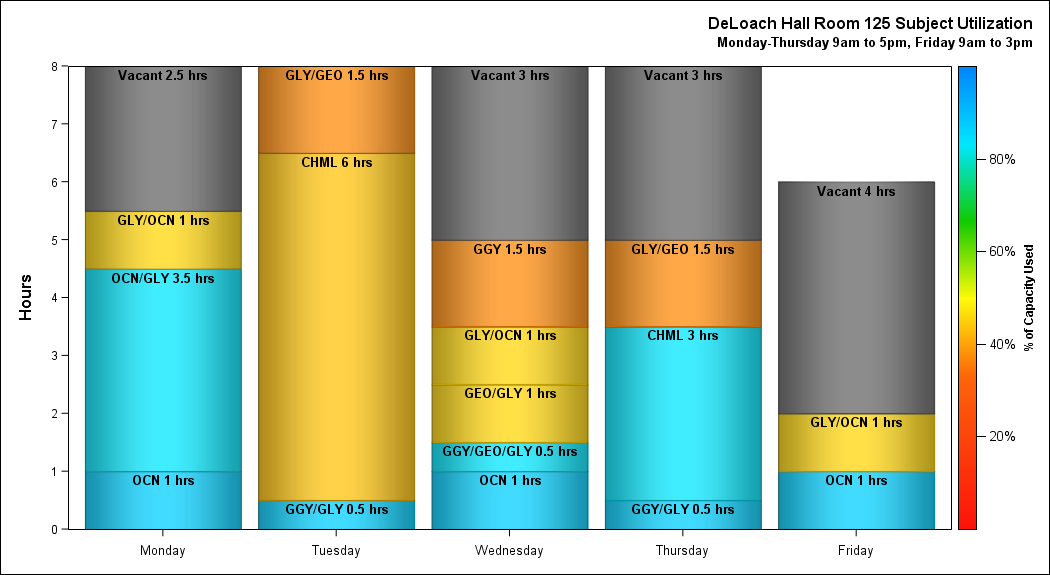 DeLoach Hall Room 125 Subject Utilization
Monday-Thursday 9am to 5pm, Friday 9am to 3pm
Hours
8
7
6
5
4
3
2
1
0
Vacant 2.5 hrs
GLY/OCN 1 hrs
OCN/GLY 3.5 hrs
OCN 1 hrs
Monday
GLY/GEO 1.5 hrs
CHML 6 hrs
GGY/GLY 0.5 hrs
Tuesday
Vacant 3 hrs
GGY 1.5 hrs
GLY/OCN 1 hrs
GEO/GLY 1 hrs
GGY/GEO/GLY 0.5 hrs
OCN 1 hrs
Wednesday
Vacant 3 hrs
GLY/GEO 1.5 hrs
CHML 3 hrs
GGY/GLY 0.5 hrs
Thursday
Vacant 4 hrs
GLY/OCN 1 hrs
OCN 1 hrs
Friday
80%
60%
40%
20%
% of Capacity Used